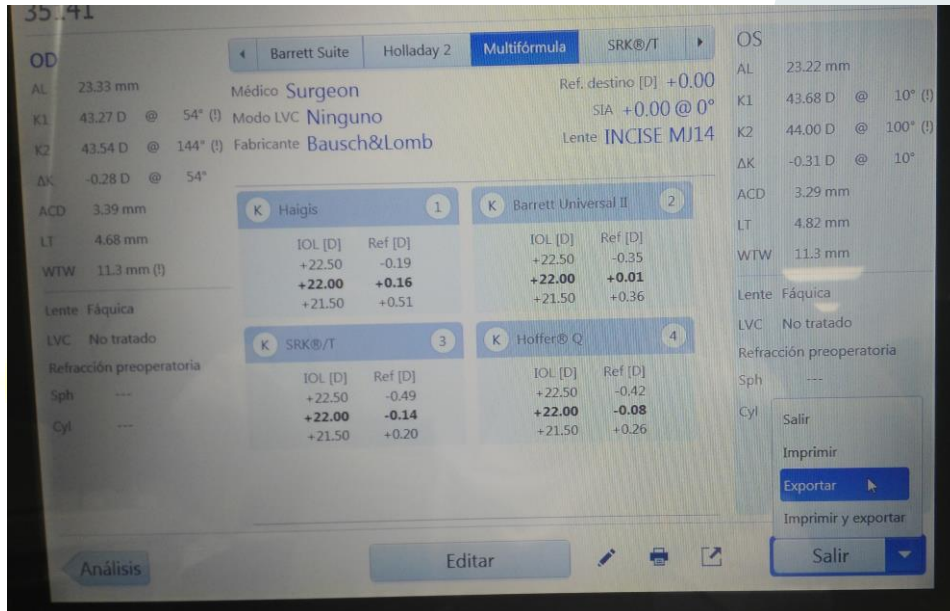 35 41
OD
AL 23.33 mm
K1 43.27 D @ 54° (!)
K2 43.54 D @ 144° (!)
ΔK -0.28 D @ 54°
ACD 3.39 mm
LT 4.68 mm
WTW 11.3 mm (!)
Lente Fáquica
LVC No tratado
Refracción preoperatoria
Sph ---
Cyl ---
Barrett Suite Holladay 2 Multifórmula SRK®/T
Médico Surgeon Ref. destino [D] +0.00
SIA +0.00 @ 0°
Modo LVC Ninguno
Fabricante Bausch&Lomb Lente INCISE MJ14
K Haigis 1
IOL [D] Ref [D]
+22.50 -0.19
+22.00 +0.16
+21.50 +0.51
K Barrett Universal II 2
IOL [D] Ref [D]
+22.50 -0.35
+22.00 +0.01
+21.50 +0.36
K SRK®/T 3
IOL [D] Ref [D]
+22.50 -0.49
+22.00 -0.14
+21.50 +0.20
K Hoffer® Q 4
IOL [D] Ref [D]
+22.50 -0.42
+22.00 -0.08
+21.50 +0.26
OS
AL 23.22 mm
K1 43.68 D @ 10° (!)
K2 44.00 D @ 100° (!)
ΔK -0.31 D @ 10°
ACD 3.29 mm
LT 4.82 mm
WTW 11.3 mm
Lente Fáquica
LVC No tratado
Refracción preoperatoria
Sph ---
Cyl
Salir
Imprimir
Exportar
Imprimir y exportar
Análisis
Editar
Salir